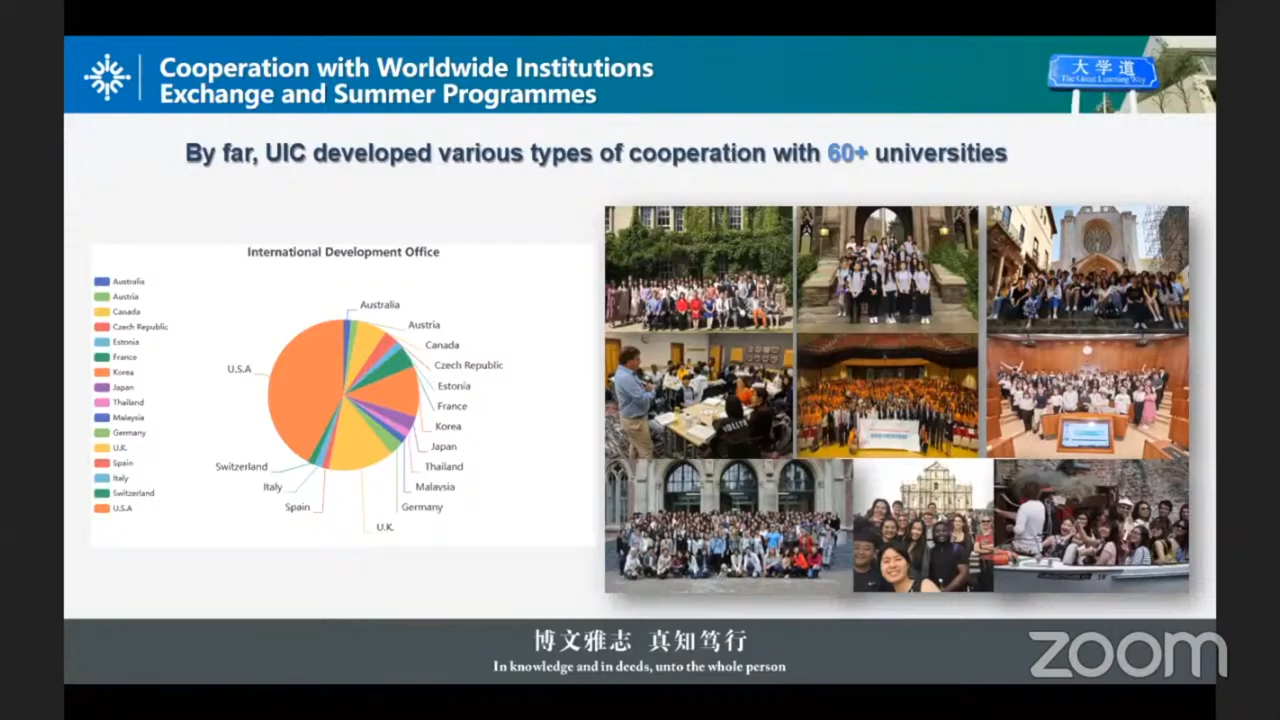 Cooperation with Worldwide Institutions
Exchange and Summer Programmes
大学道
The Great Learning Way
By far, UIC developed various types of cooperation with 60+ universities
International Development Office
Australia
Austria
Canada
Czech Republic
Estonia
France
Korea
Japan
Thailand
Malaysia
Germany
U.K.
Spain
Italy
Switzerland
U.S.A
Australia
Austria
Canada
Czech Republic
Estonia
France
Korea
Japan
Thailand
Malaysia
Germany
U.K.
Spain
Italy
Switzerland
U.S.A
博文雅志 真知笃行
In knowledge and in deeds, unto the whole person
zoom